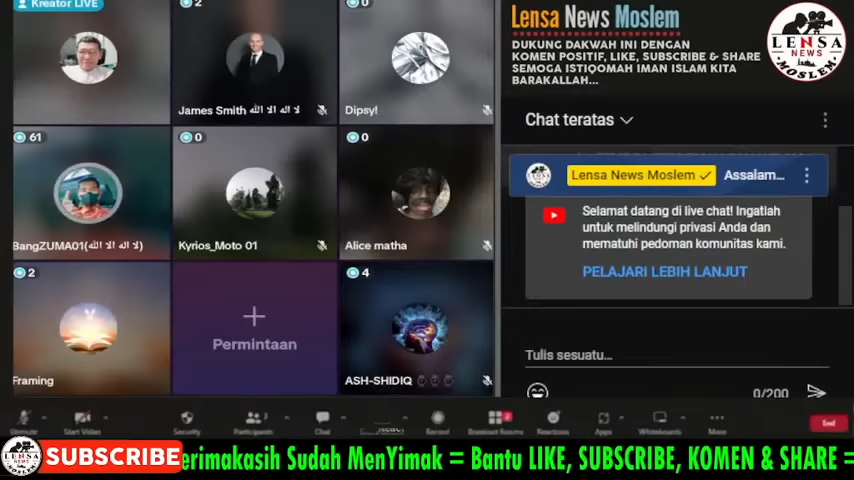 Kreator LIVE
2
0
James Smith لا اله الا الله
Dipsy!
61
0
0
BangZUMA01(لا اله الا الله)
Kyrios_Moto 01
Alice matha
2
Permintaan
4
Framing
ASH-SHIDIQ
Lensa News Moslem
DUKUNG DAKWAH INI DENGAN
KOMEN POSITIF, LIKE, SUBSCRIBE & SHARE
SEMOGA ISTIQOMAH IMAN ISLAM KITA
BARAKALLAH...
LENSA
NEWS
MOSLEM
Chat teratas
Lensa News Moslem Assalam...
Selamat datang di live chat! Ingatlah
untuk melindungi privasi Anda dan
mematuhi pedoman komunitas kami.
PELAJARI LEBIH LANJUT
Tulis sesuatu...
0/200
Unmute
Start Video
Security
Participants
Chat
Record
Breakout Rooms
Reactions
Apps
Whiteboards
More
End
SUBSCRIBE
erimakasih Sudah MenYimak = Bantu LIKE, SUBSCRIBE, KOMEN & SHARE =